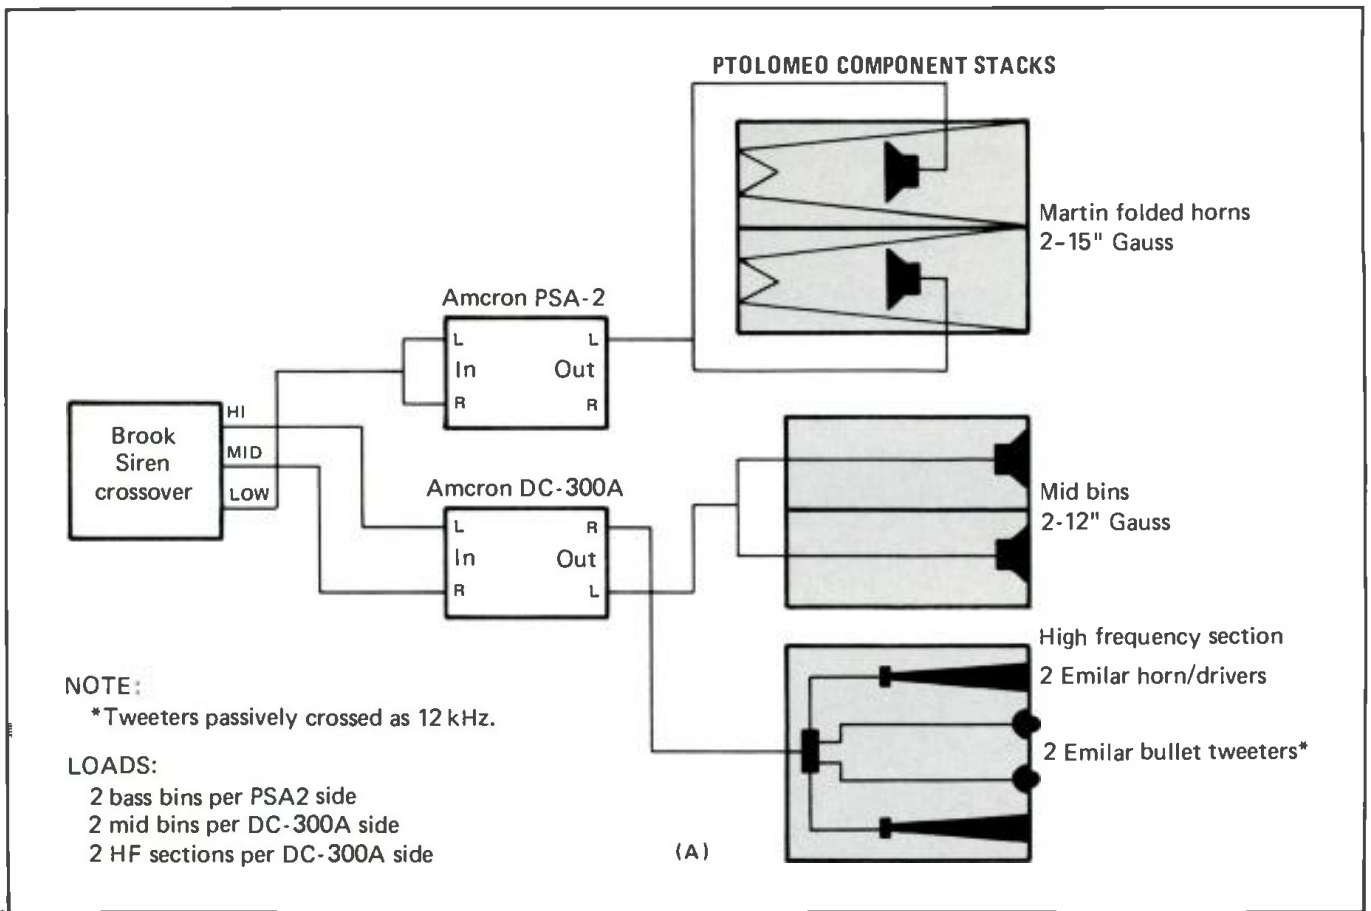 PTOLOMEO COMPONENT STACKS
Martin folded horns
2-15" Gauss
Amcron PSA-2
L
In
R
L
Out
R
Brook
Siren
crossover
HI
MID
LOW
Amcron DC-300A
L
In
R
R
Out
L
Mid bins
2-12" Gauss
High frequency section
2 Emilar horn/drivers
2 Emilar bullet tweeters*
NOTE:
*Tweeters passively crossed as 12 kHz.
LOADS:
2 bass bins per PSA2 side
2 mid bins per DC-300A side
2 HF sections per DC-300A side
(A)